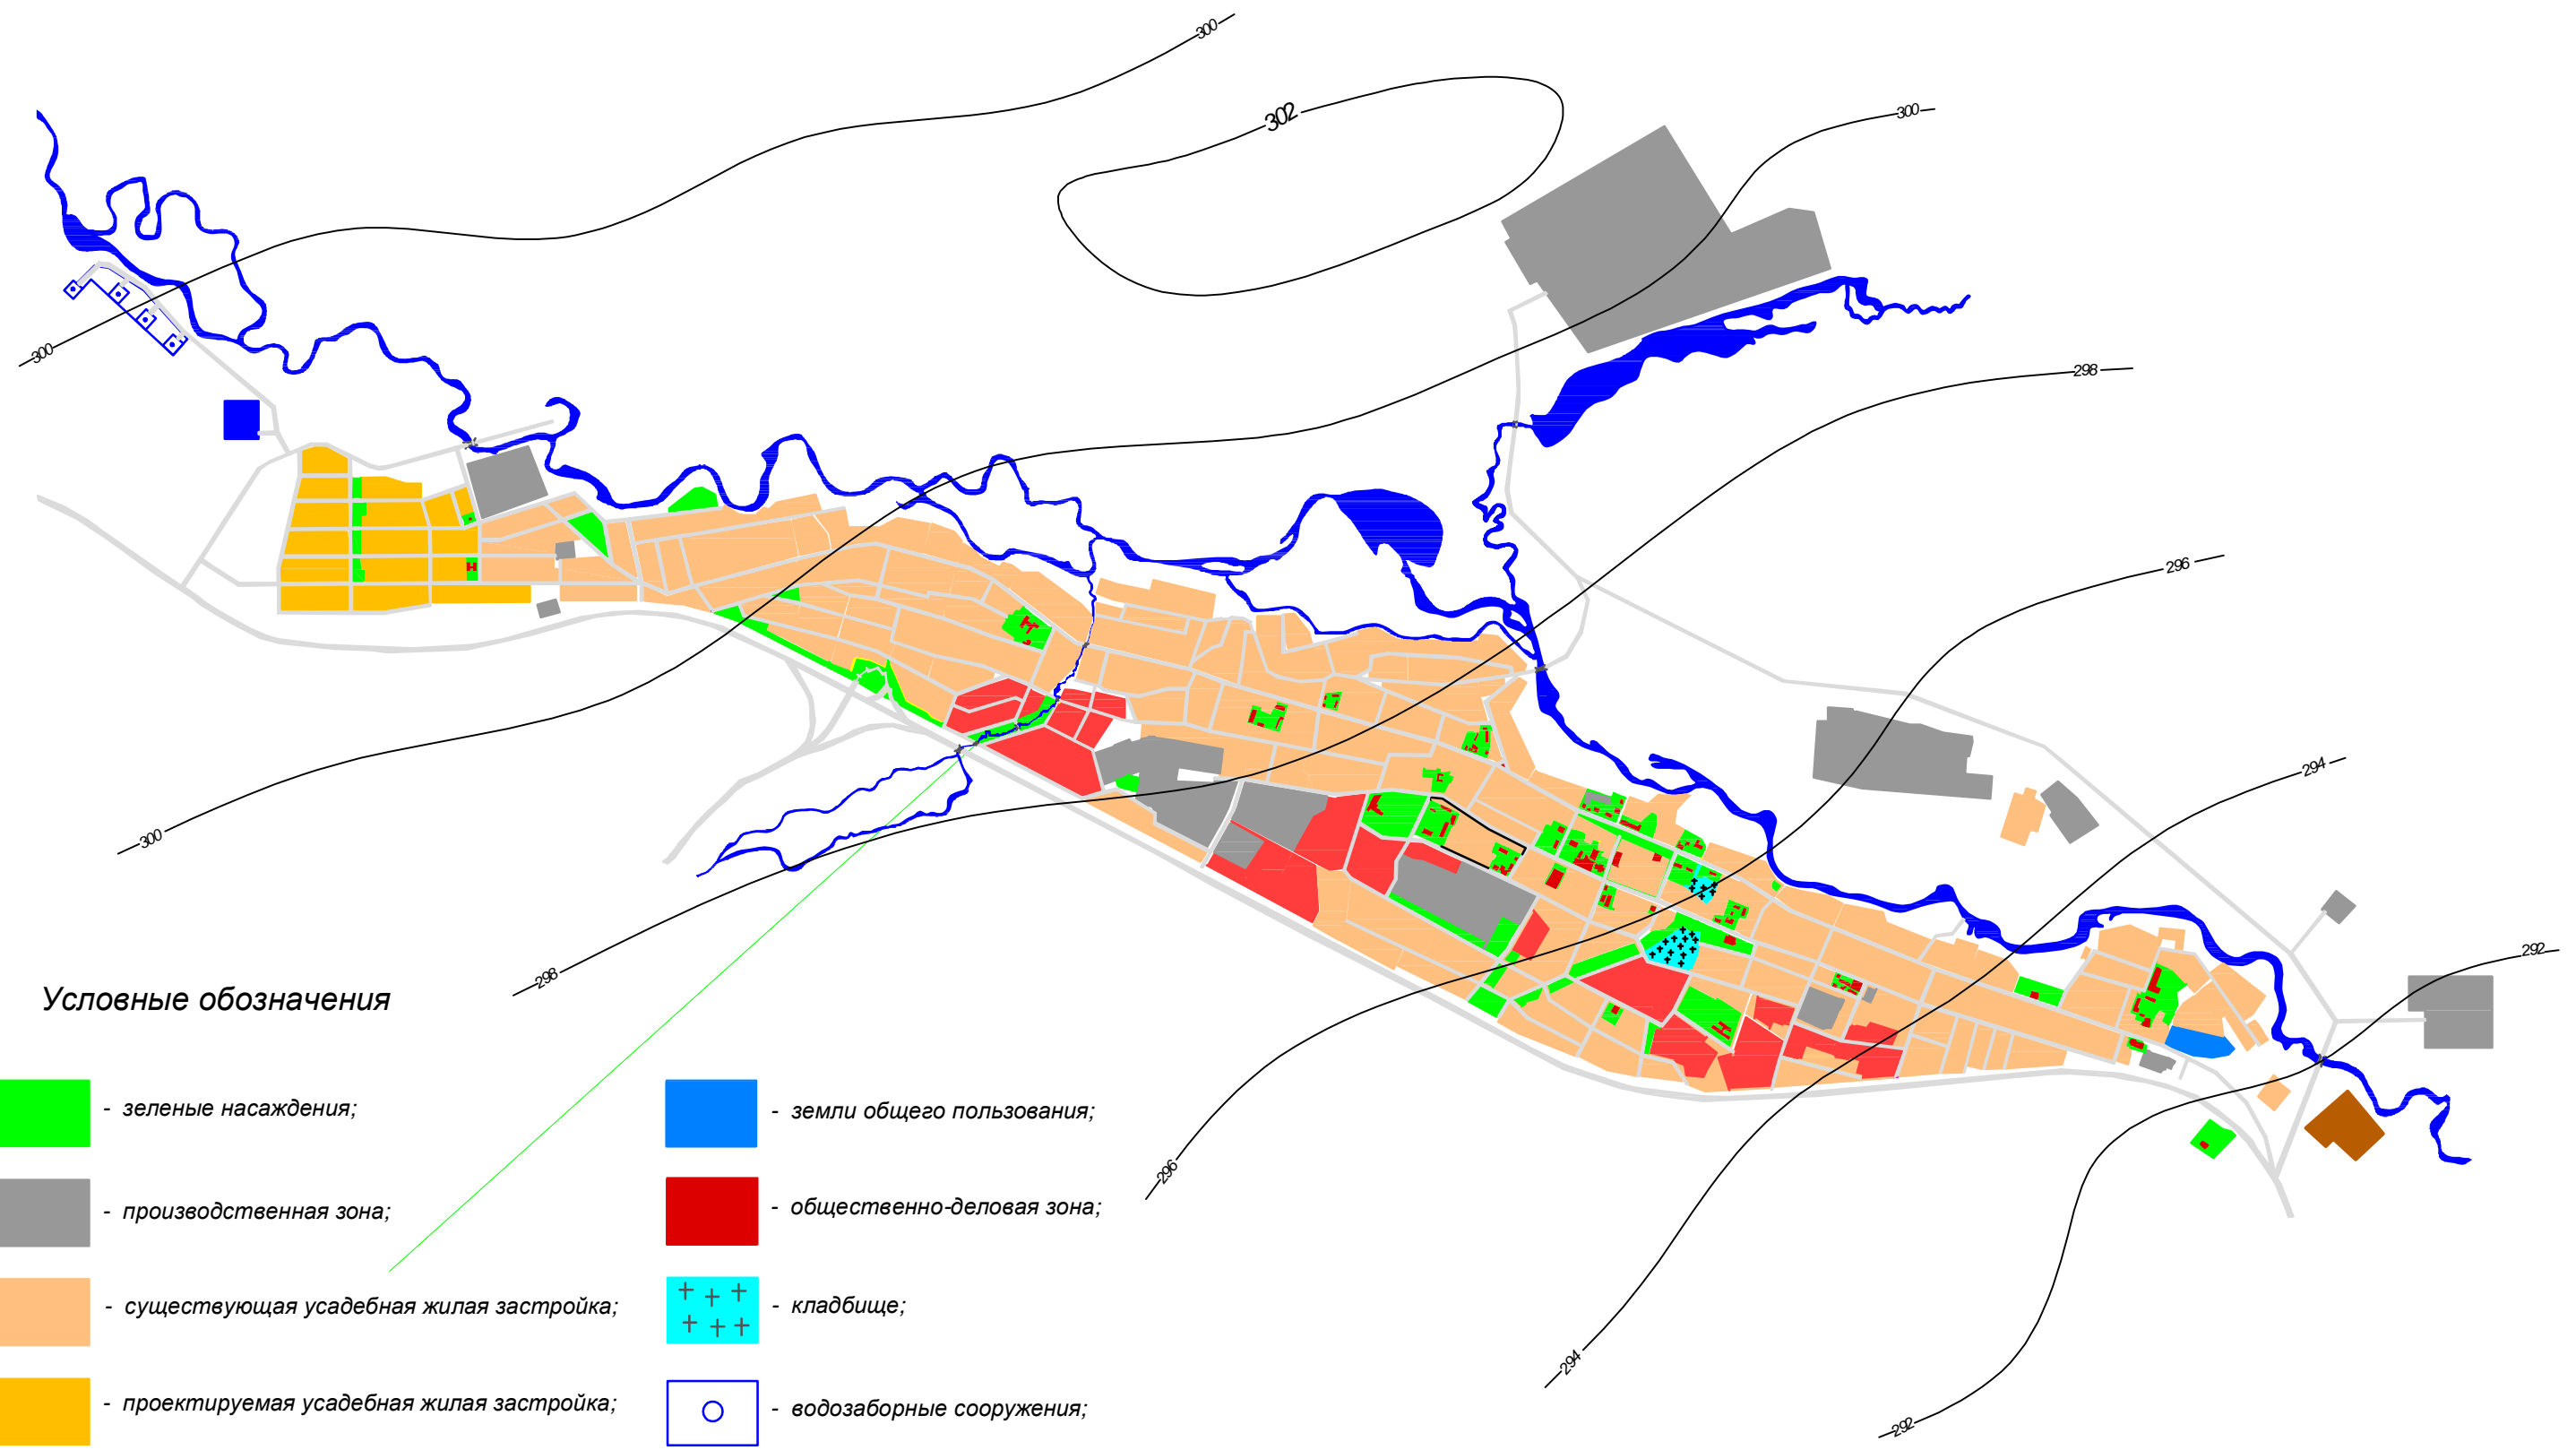 300
302
300
298
300
296
294
300
292
298
Условные обозначения
- зеленые насаждения;
- земли общего пользования;
296
- производственная зона;
- общественно-деловая зона;
- существующая усадебная жилая застройка;
- кладбище;
294
- проектируемая усадебная жилая застройка;
- водозаборные сооружения;
292